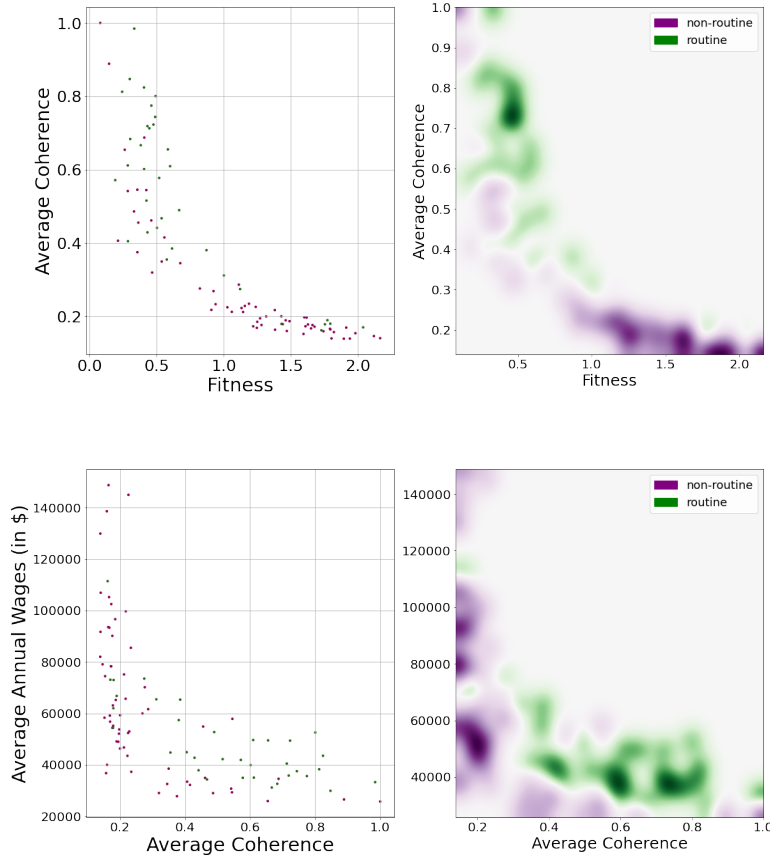 1.0
0.8
0.6
0.4
0.2
Average Coherence
0.0 0.5 1.0 1.5 2.0
Fitness
1.0
0.9
0.8
0.7
0.6
0.5
0.4
0.3
0.2
Average Coherence
non-routine
routine
0.5 1.0 1.5 2.0
Fitness
140000
120000
100000
80000
60000
40000
20000
Average Annual Wages (in $)
0.2 0.4 0.6 0.8 1.0
Average Coherence
140000
120000
100000
80000
60000
40000
non-routine
routine
0.2 0.4 0.6 0.8 1.0
Average Coherence